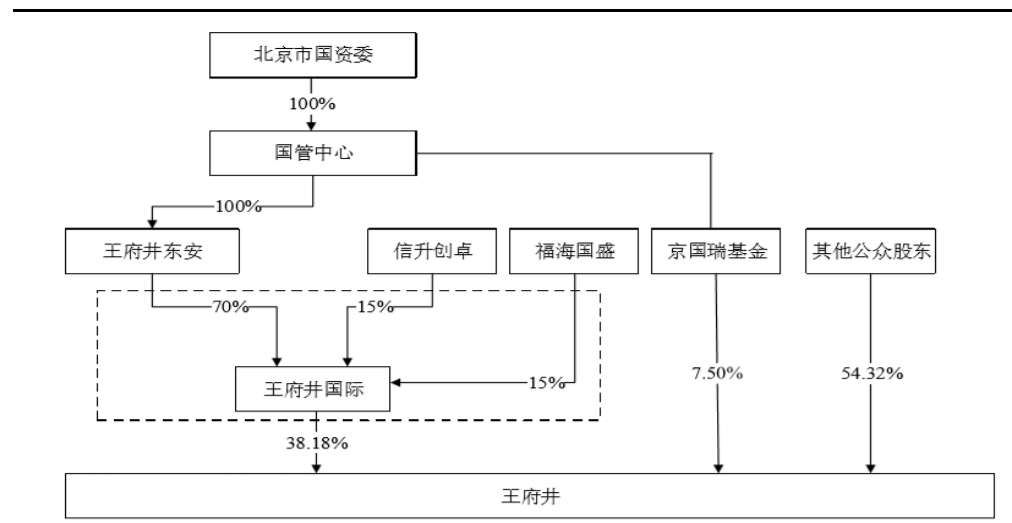 北京市国资委
100%
国管中心
100%
王府井东安
信升创卓
福海国盛
京国瑞基金
其他公众股东
70%
15%
王府井国际
15%
7.50%
54.32%
38.18%
王府井